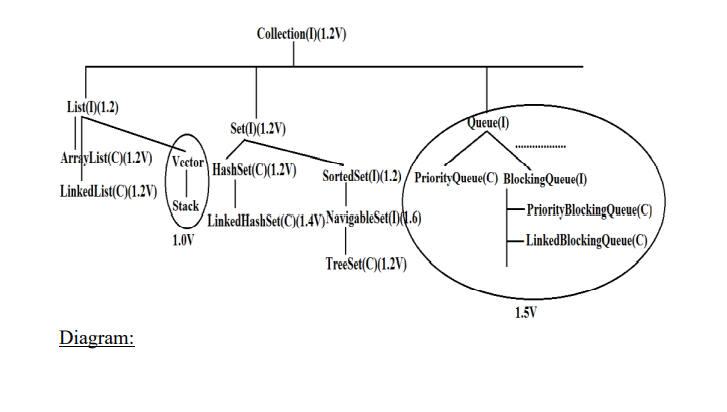 Collection(I)(1.2V)
List(I)(1.2)
Set(I)(1.2V)
Queue(I)
ArrayList(C)(1.2V)
LinkedList(C)(1.2V)
Vector
Stack
1.0V
HashSet(C)(1.2V)
LinkedHashSet(C)(1.4V)
SortedSet(I)(1.2)
NavigableSet(I)(1.6)
TreeSet(C)(1.2V)
PriorityQueue(C)
BlockingQueue(I)
PriorityBlockingQueue(C)
LinkedBlockingQueue(C)
1.5V
Diagram: